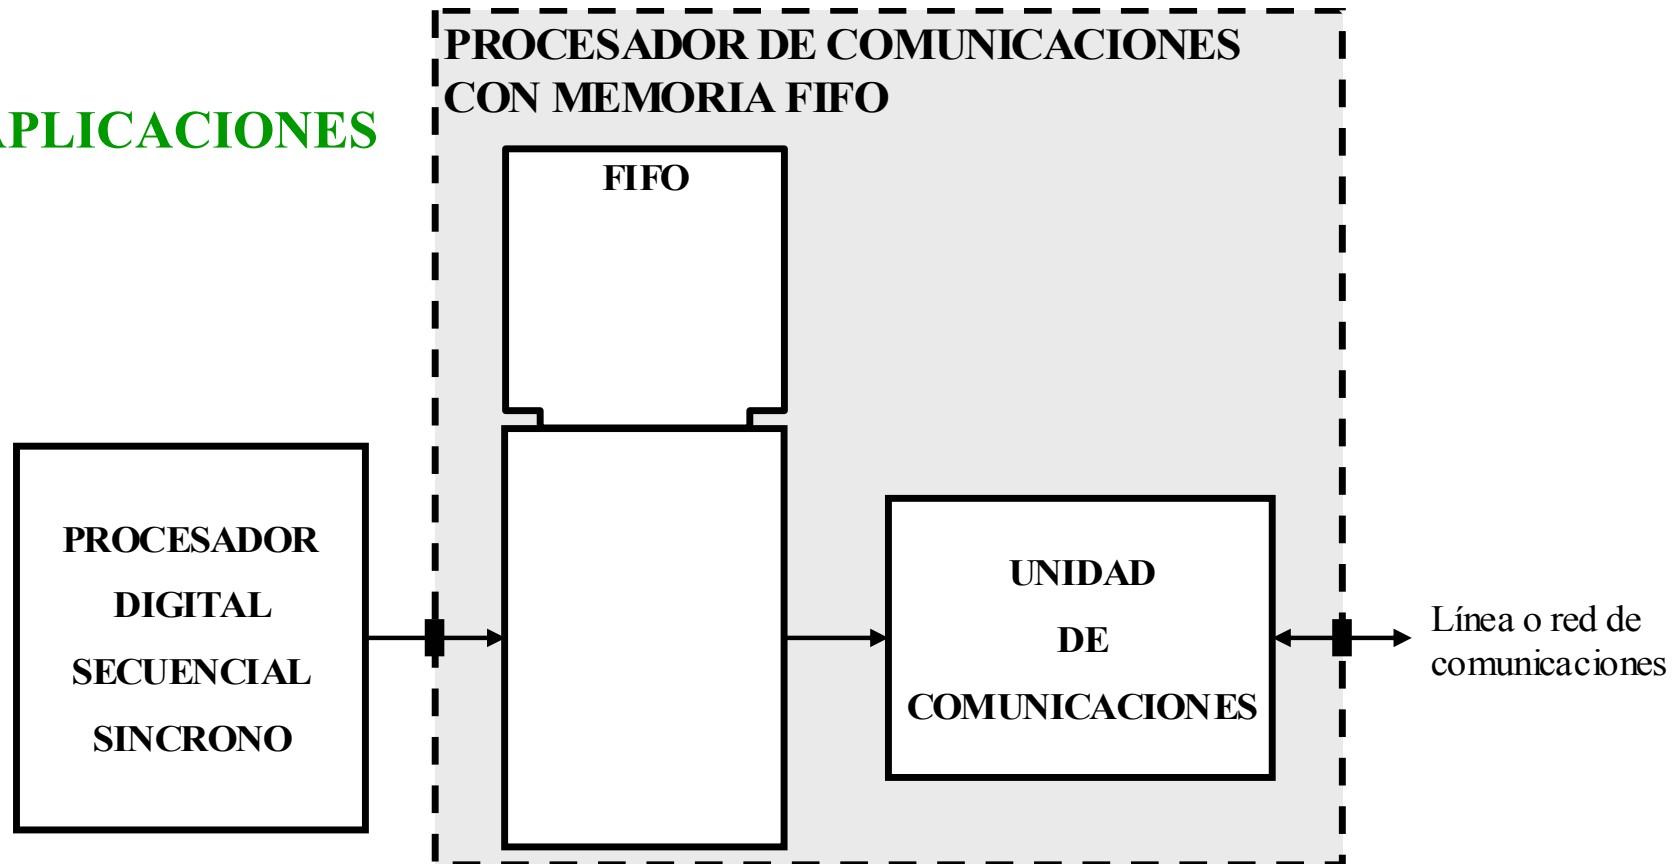 PROCESADOR DE COMUNICACIONES
CON MEMORIA FIFO
APLICACIONES
FIFO
PROCESADOR
DIGITAL
SECUENCIAL
SINCRONO
UNIDAD
DE
COMUNICACIONES
Línea o red de
comunicaciones